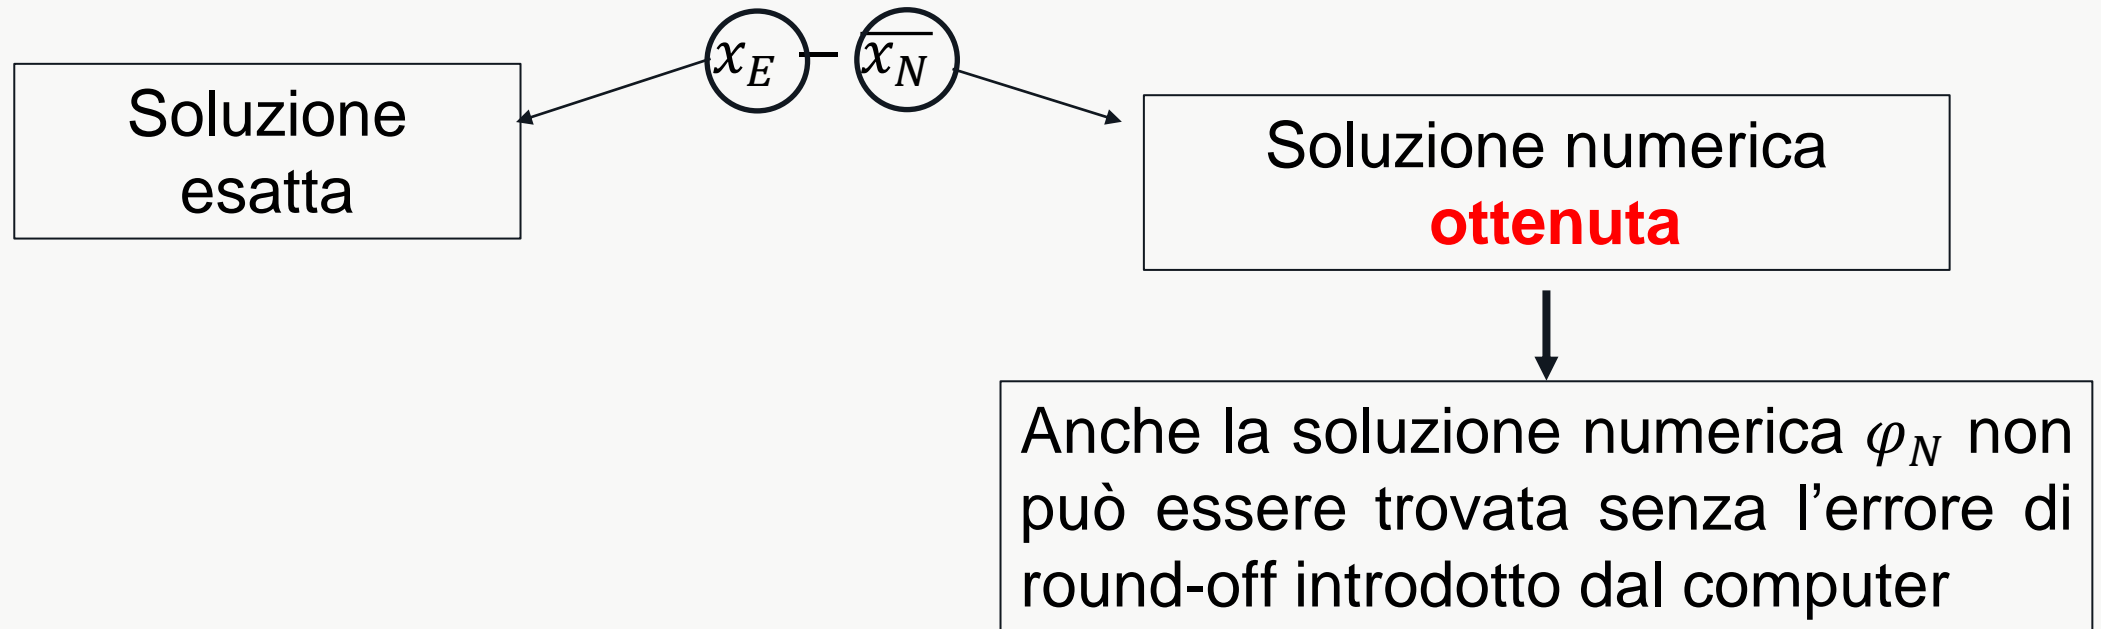 x_E − \overline{x_N}
Soluzione
esatta
Soluzione numerica
ottenuta
Anche la soluzione numerica φ_N non
può essere trovata senza l’errore di
round-off introdotto dal computer